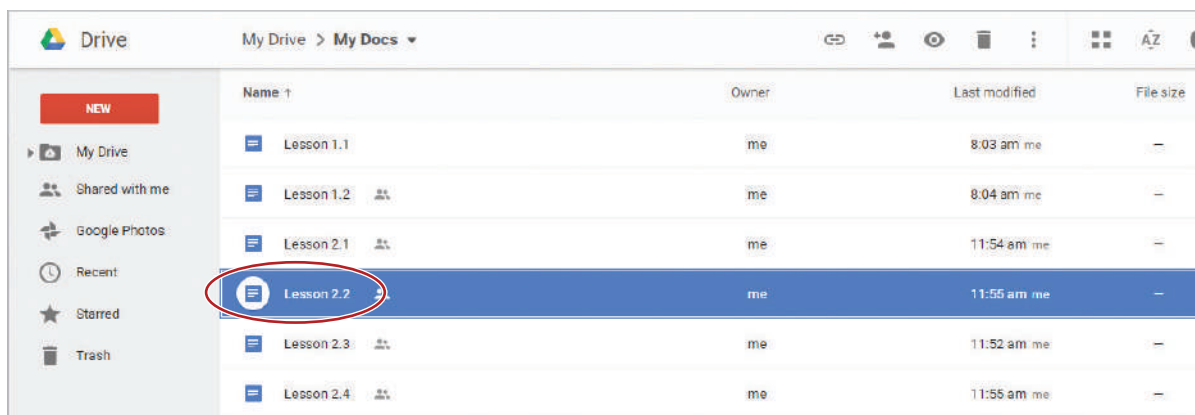 Drive My Drive > My Docs
NEW
My Drive
Shared with me
Google Photos
Recent
Starred
Trash
Name ↑ Owner Last modified File size
Lesson 1.1 me 8:03 am me –
Lesson 1.2 me 8:04 am me –
Lesson 2.1 me 11:54 am me –
Lesson 2.2 me 11:55 am me –
Lesson 2.3 me 11:52 am me –
Lesson 2.4 me 11:55 am me –
AZ